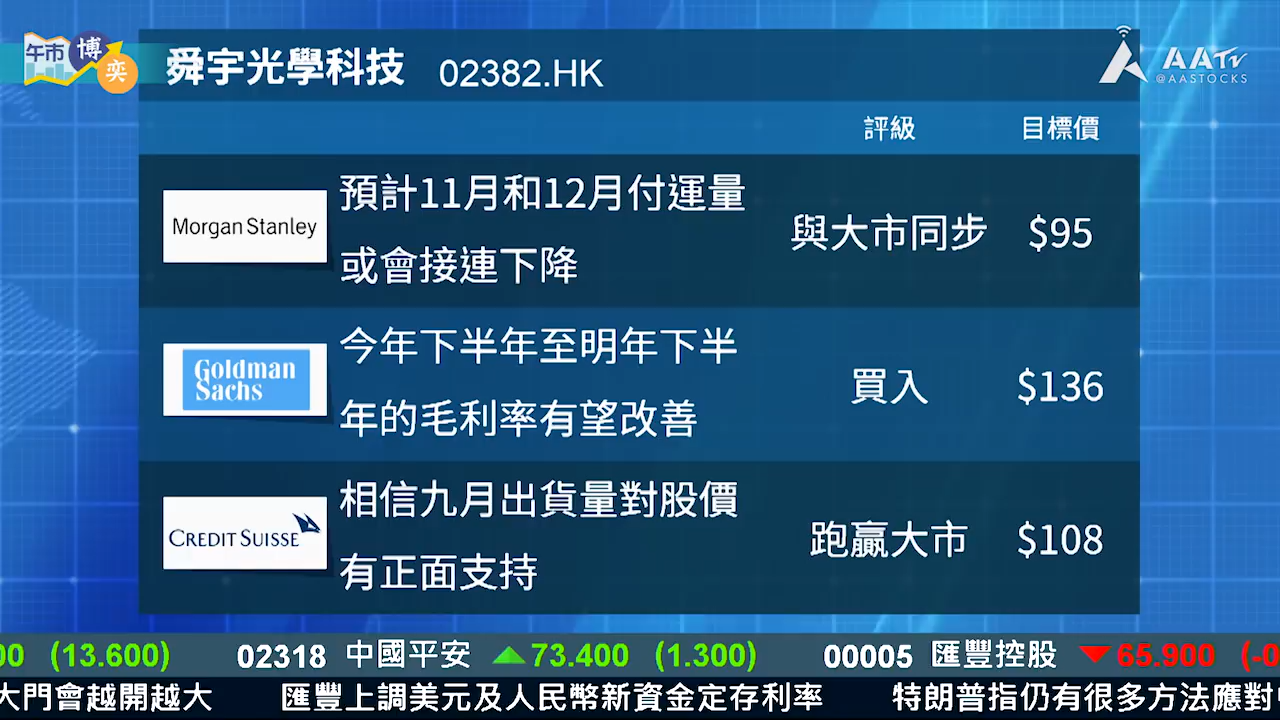 午市博奕
舜宇光學科技 02382.HK
AATV
@AASTOCKS
評級 目標價
Morgan Stanley
預計11月和12月付運量
或會接連下降
與大市同步 $95
Goldman
Sachs
今年下半年至明年下半
年的毛利率有望改善
買入 $136
CREDIT SUISSE
相信九月出貨量對股價
有正面支持
跑贏大市 $108
00 (13.600) 02318 中國平安 ▲73.400 (1.300) 00005 匯豐控股 ▼65.900 (-0
大門會越開越大 匯豐上調美元及人民幣新資金定存利率 特朗普指仍有很多方法應對